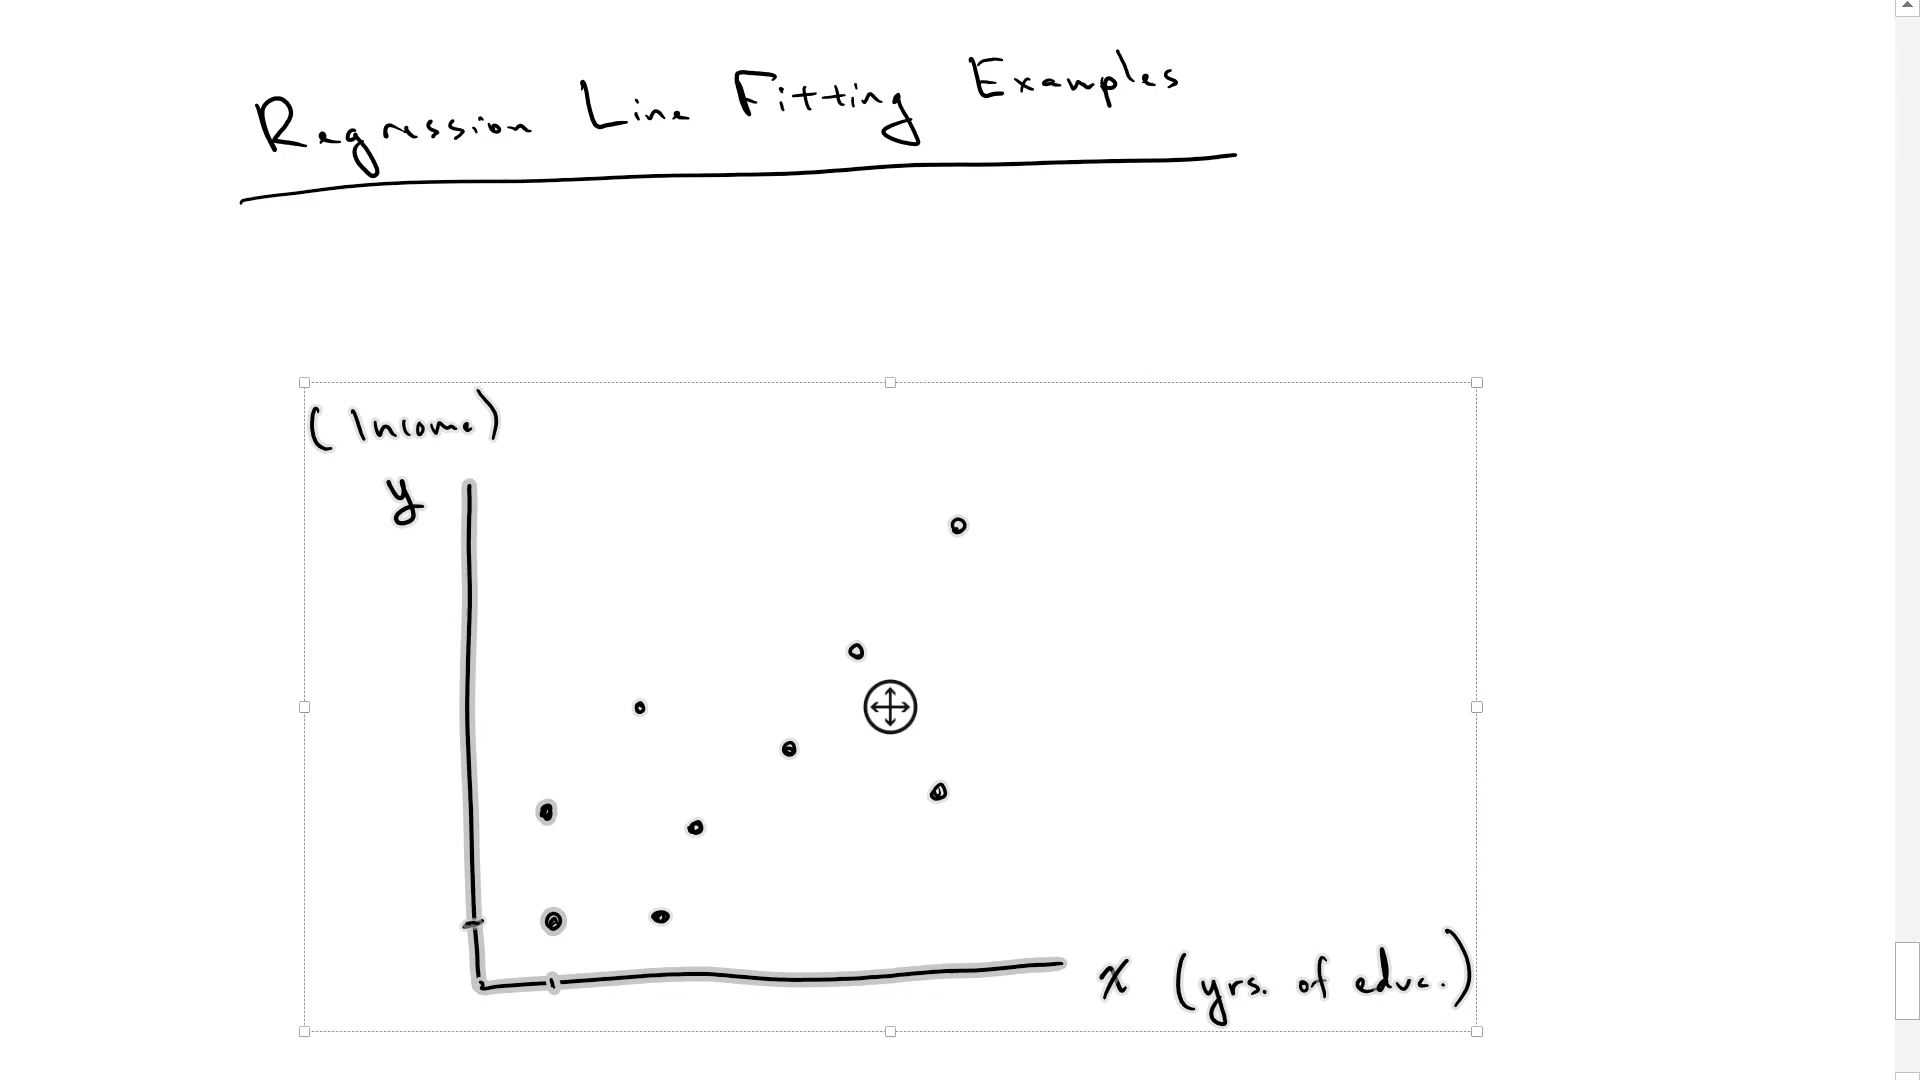 Regression Line Fitting Examples
(Income)
y
x (yrs. of educ.)